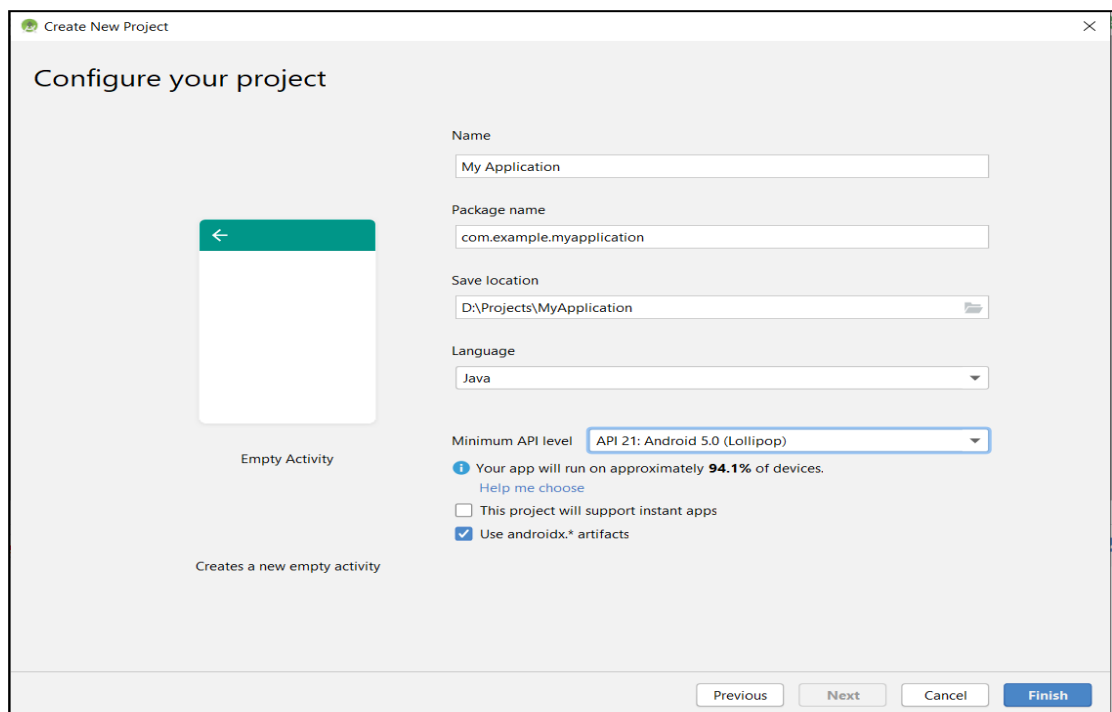 Create New Project
Configure your project
Name
My Application
Package name
com.example.myapplication
Save location
D:\Projects\MyApplication
Language
Java
Minimum API level API 21: Android 5.0 (Lollipop)
Your app will run on approximately 94.1% of devices.
Help me choose
This project will support instant apps
Use androidx.* artifacts
Empty Activity
Creates a new empty activity
Previous Next Cancel Finish